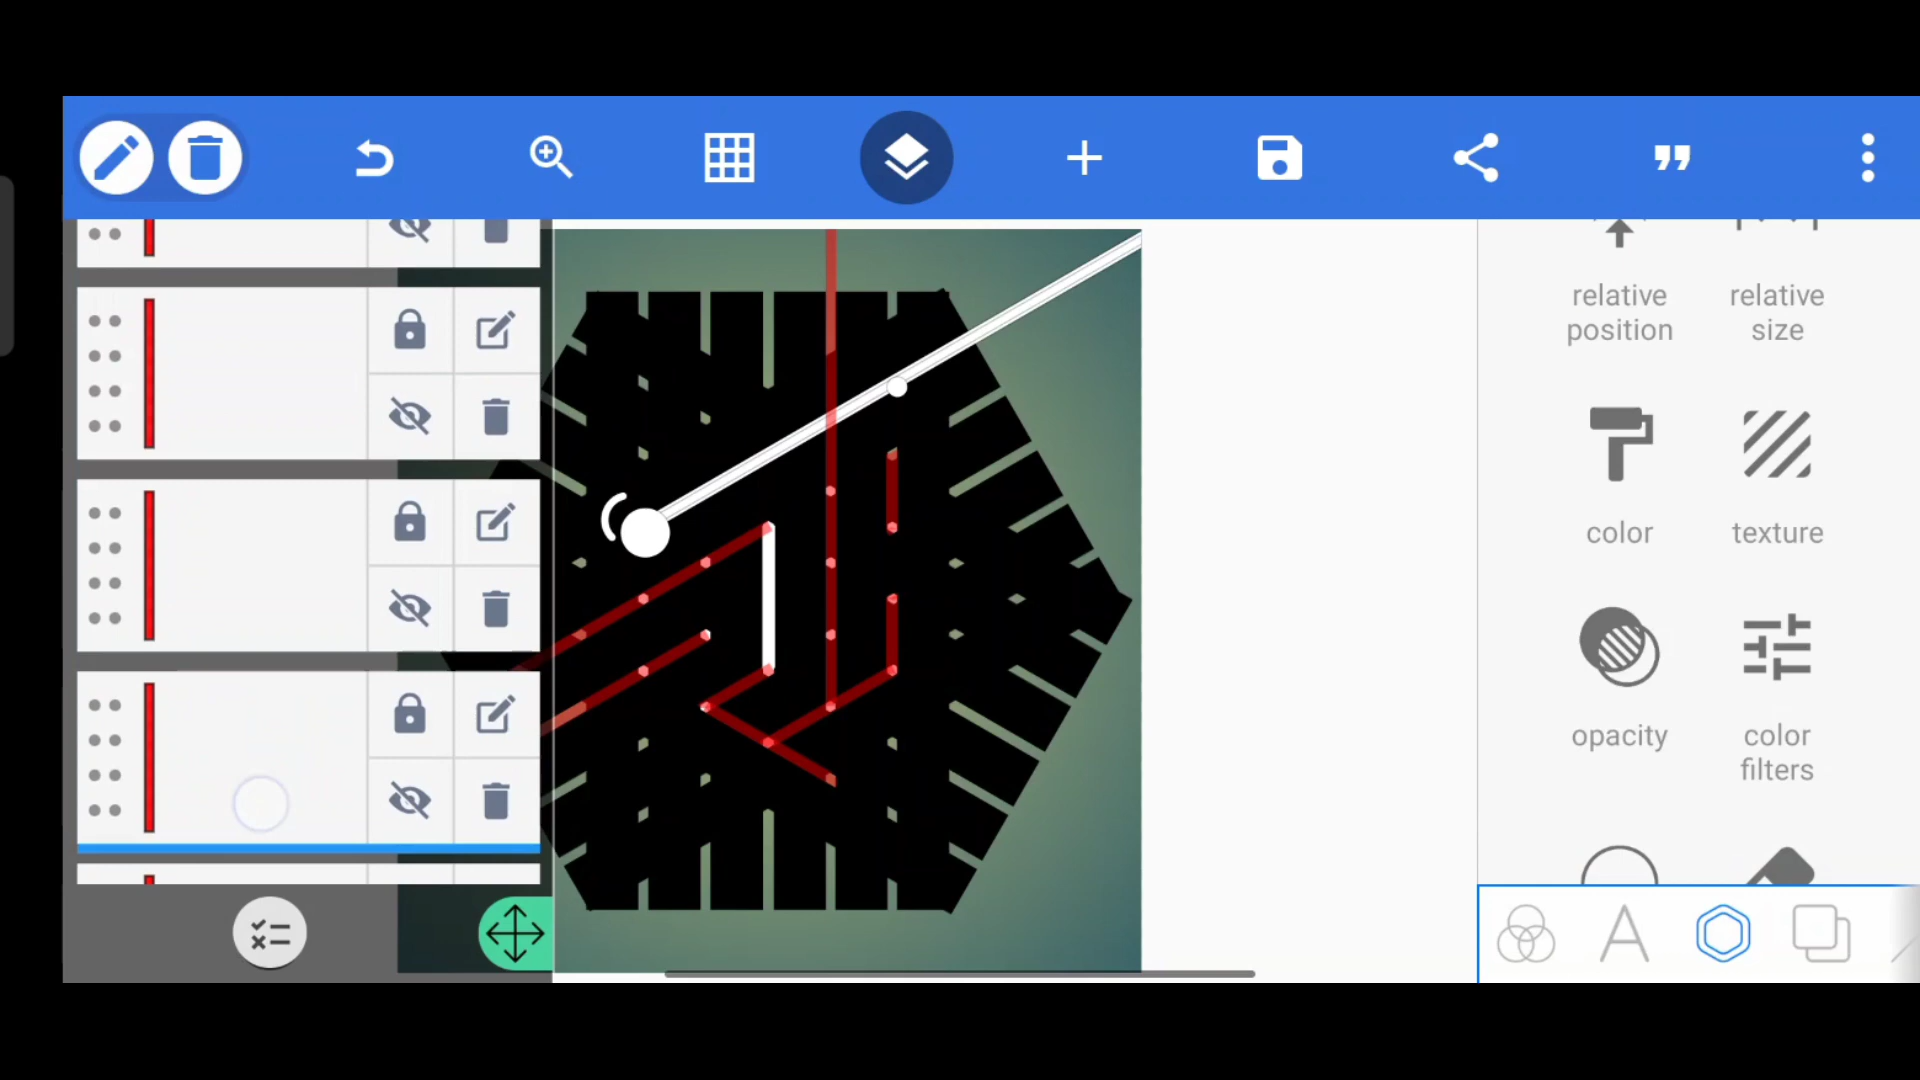 relative
position
relative
size
color
texture
opacity
color
filters